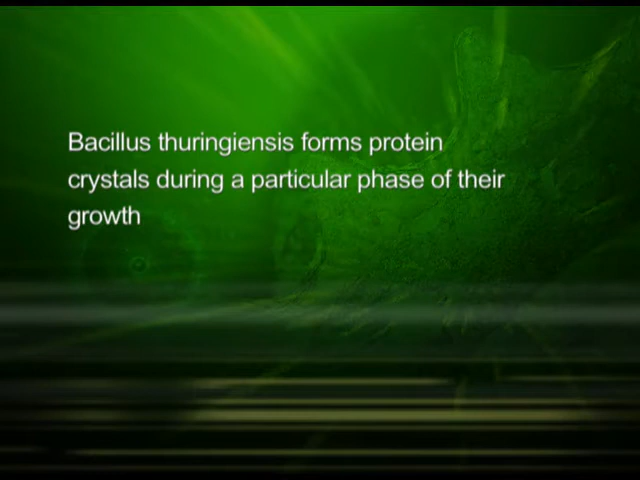 Bacillus thuringiensis forms protein
crystals during a particular phase of their
growth